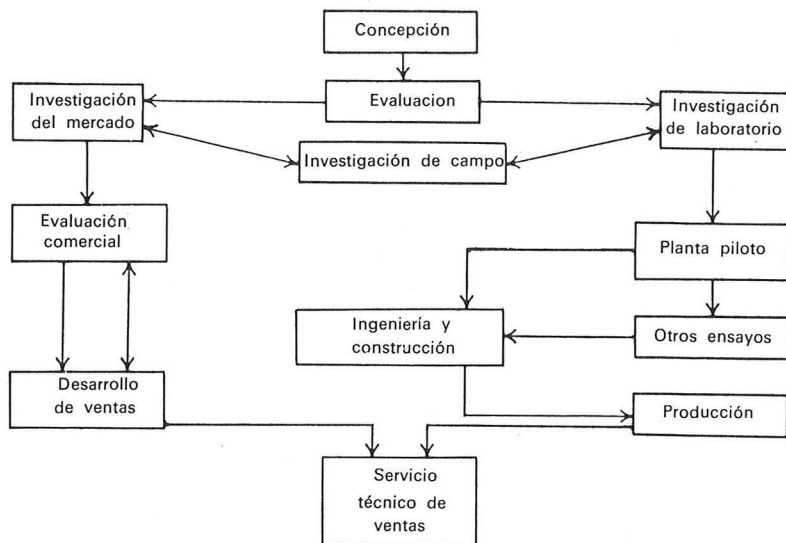 Concepción
Evaluacion
Investigación
del mercado
Investigación
de laboratorio
Investigación de campo
Evaluación
comercial
Planta piloto
Ingeniería y
construcción
Otros ensayos
Desarrollo
de ventas
Producción
Servicio
técnico de
ventas